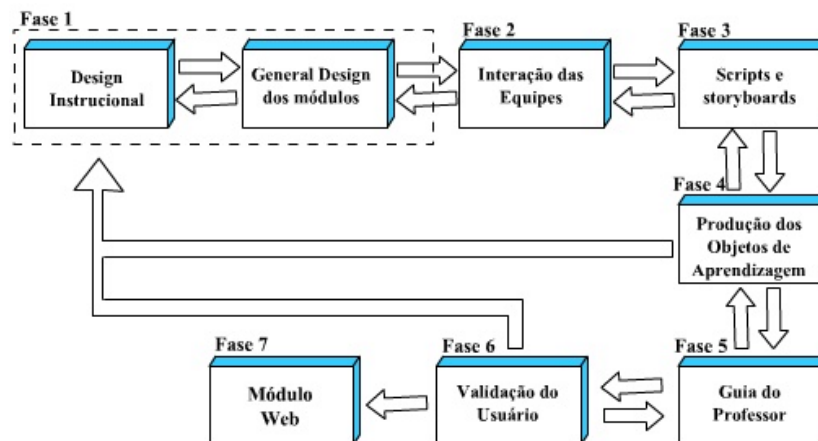 Fase 1
Design
Instrucional
General Design
dos módulos
Fase 2
Interação das
Equipes
Fase 3
Scripts e
storyboards
Fase 4
Produção dos
Objetos de
Aprendizagem
Fase 5
Guia do
Professor
Fase 6
Validação do
Usuário
Fase 7
Módulo
Web